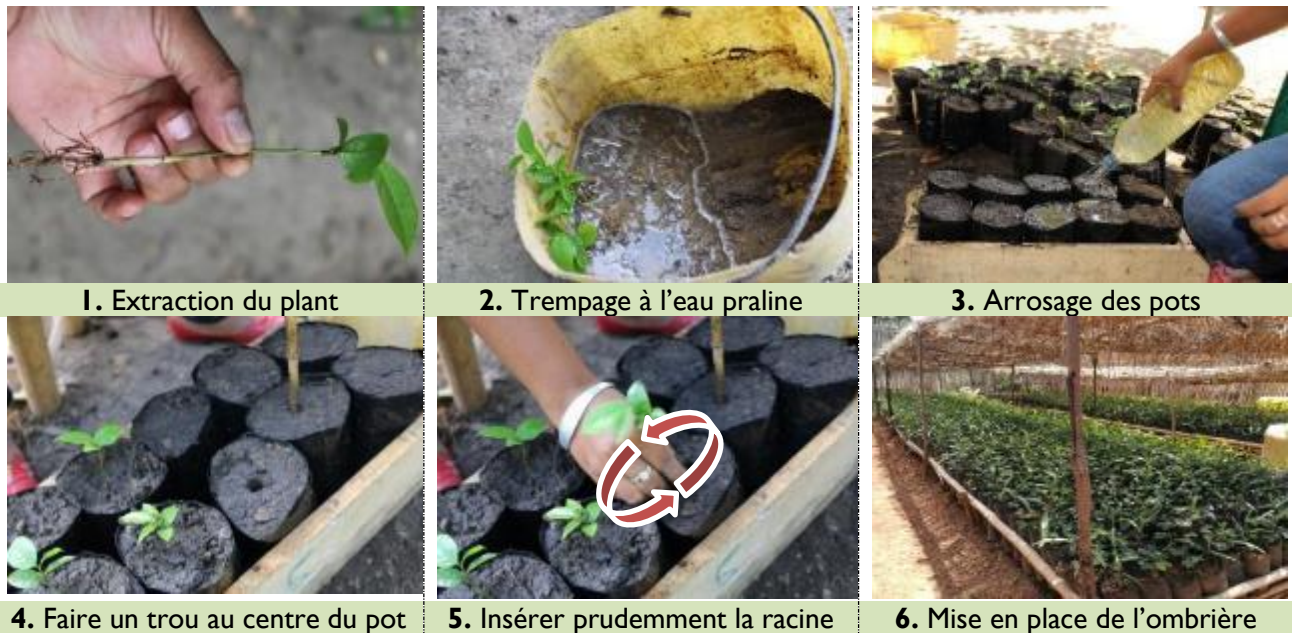 1. Extraction du plant
2. Trempage à l’eau praline
3. Arrosage des pots
4. Faire un trou au centre du pot
5. Insérer prudemment la racine
6. Mise en place de l’ombrière